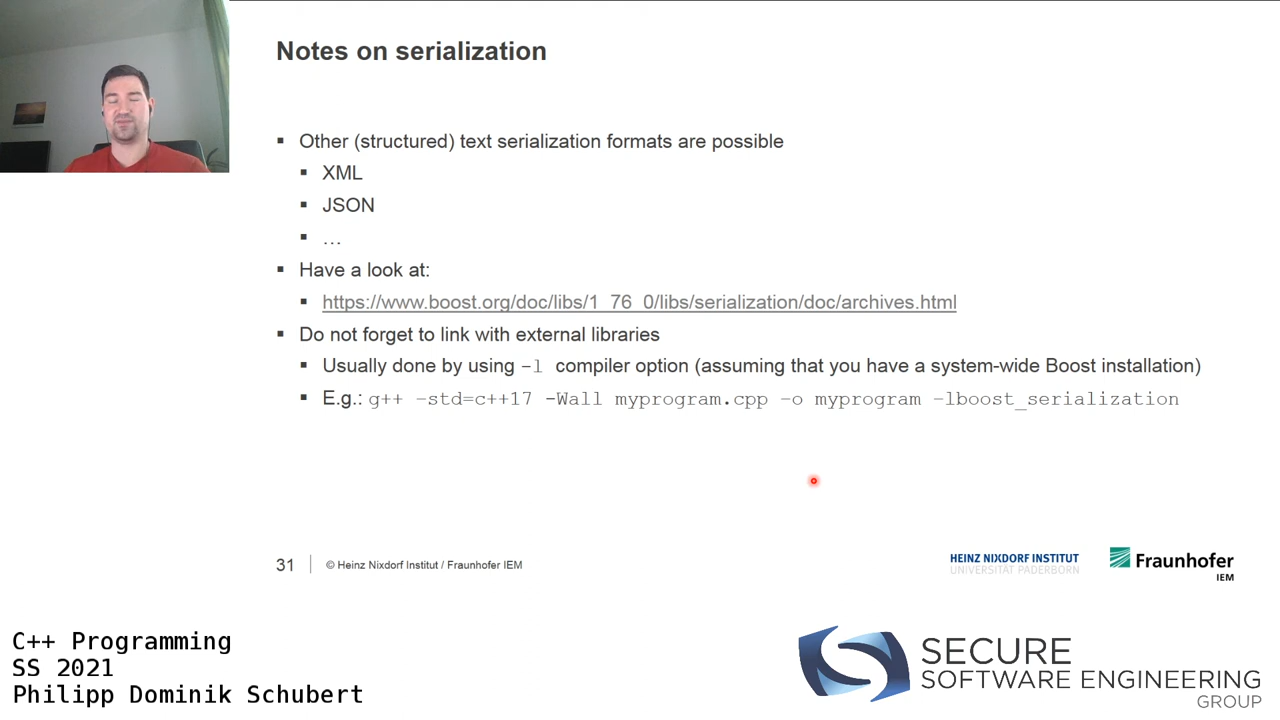 Notes on serialization
▪ Other (structured) text serialization formats are possible
▪ XML
▪ JSON
▪ …
▪ Have a look at:
▪ https://www.boost.org/doc/libs/1_76_0/libs/serialization/doc/archives.html
▪ Do not forget to link with external libraries
▪ Usually done by using –l compiler option (assuming that you have a system-wide Boost installation)
▪ E.g.: g++ –std=c++17 -Wall myprogram.cpp –o myprogram –lboost_serialization
31 © Heinz Nixdorf Institut / Fraunhofer IEM
HEINZ NIXDORF INSTITUT
UNIVERSITÄT PADERBORN
Fraunhofer
IEM
C++ Programming
SS 2021
Philipp Dominik Schubert
SECURE
SOFTWARE ENGINEERING
GROUP